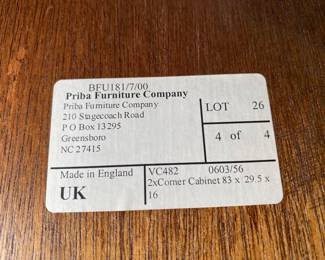 BFU181/7/00
Priba Furniture Company
Priba Furniture Company
210 Stagecoach Road
P O Box 13295
Greensboro
NC 27415
LOT 26
4 of 4
Made in England
UK
VC482 0603/56
2xCorner Cabinet 83 x 29.5 x
16